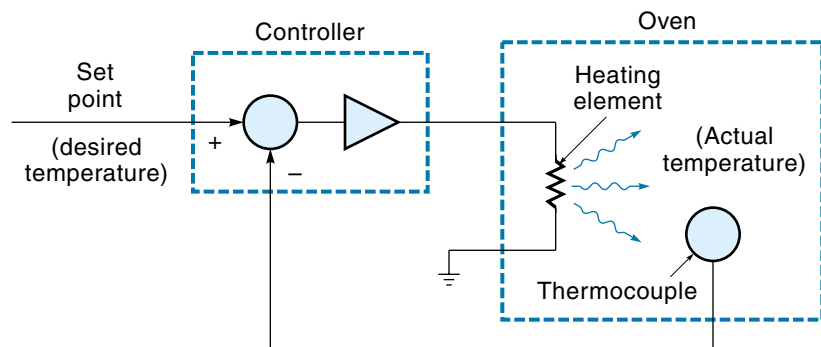 Oven
Controller
Set
point
(desired
temperature)
+
−
Heating
element
(Actual
temperature)
Thermocouple